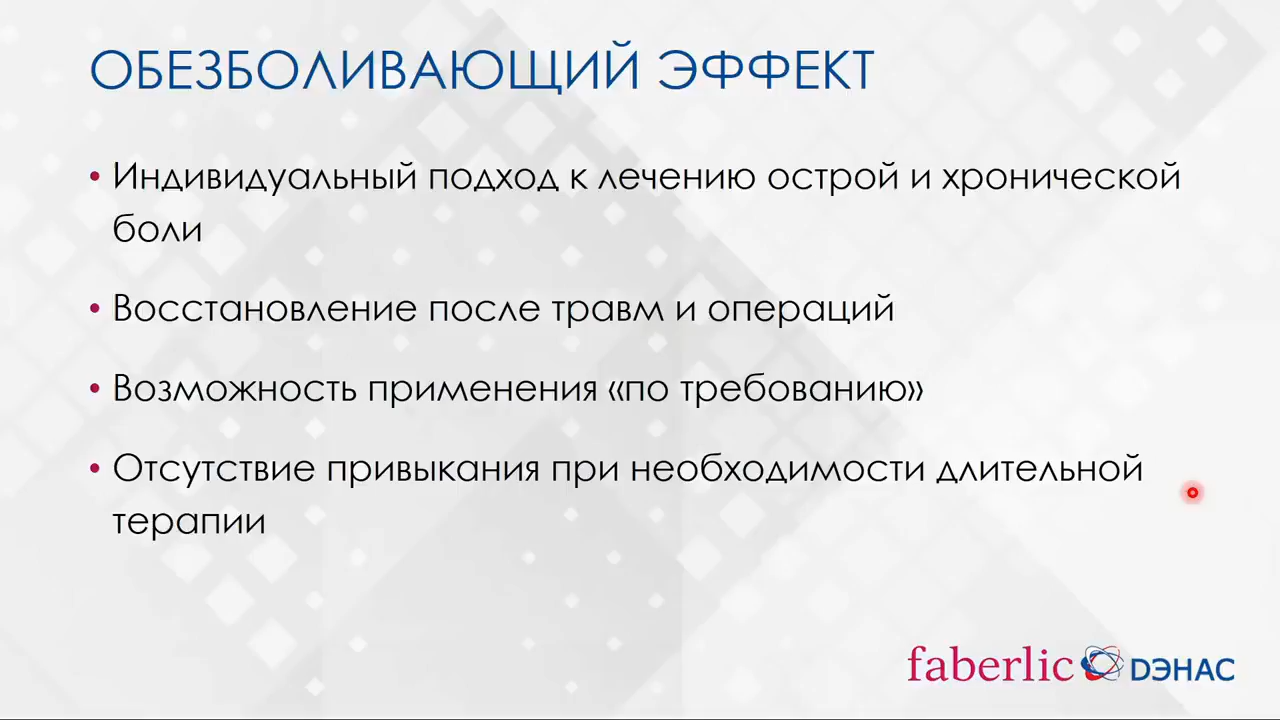 ОБЕЗБОЛИВАЮЩИЙ ЭФФЕКТ
• Индивидуальный подход к лечению острой и хронической
боли
• Восстановление после травм и операций
• Возможность применения «по требованию»
• Отсутствие привыкания при необходимости длительной
терапии
faberlic ДЭНАС